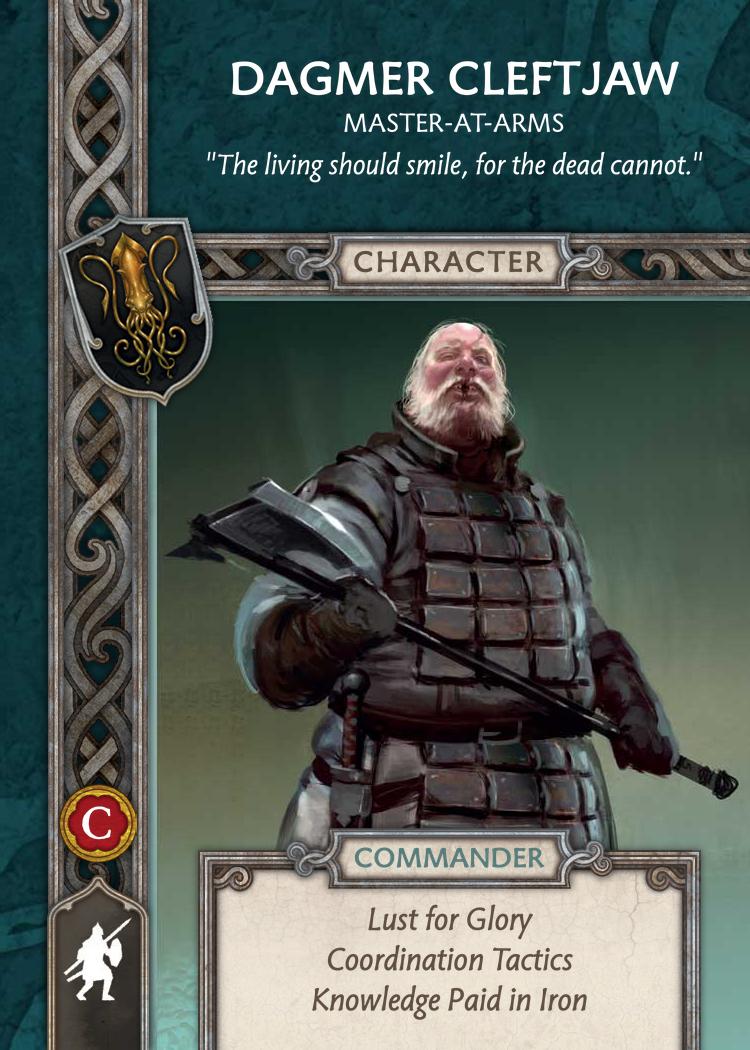 DAGMER CLEFTJAW
MASTER-AT-ARMS
"The living should smile, for the dead cannot."
CHARACTER
C
COMMANDER
Lust for Glory
Coordination Tactics
Knowledge Paid in Iron